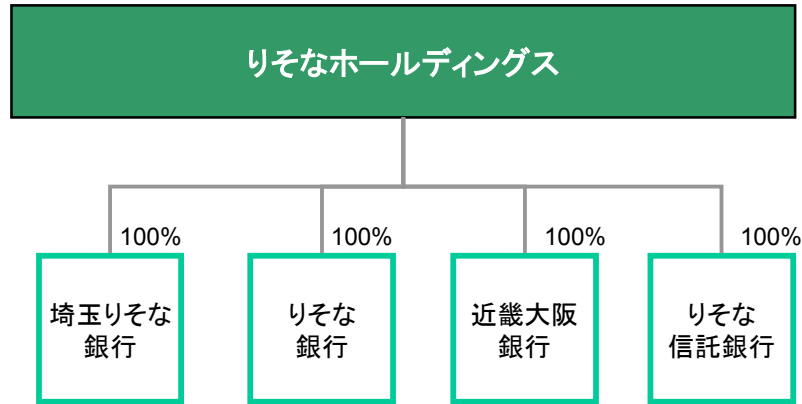 りそなホールディングス
100%
100%
100%
100%
埼玉りそな
銀行
りそな
銀行
近畿大阪
銀行
りそな
信託銀行